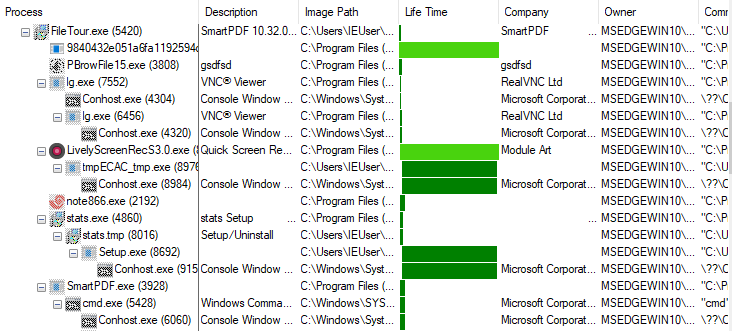 Process Description Image Path Life Time Company Owner Comm
FileTour.exe (5420) SmartPDF 10.32.0... C:\Users\IEUser... SmartPDF MSEDGEWIN10\... "C:\U
9840432e051a6fa1192594d C:\Program Files (... MSEDGEWIN10\... "C:\P
PBrowFile15.exe (3808) gsdfsd C:\Program Files (... gsdfsd MSEDGEWIN10\... "C:\P
lg.exe (7552) VNC® Viewer C:\Program Files (... RealVNC Ltd MSEDGEWIN10\... "C:\P
Conhost.exe (4304) Console Window ... C:\Windows\Syst... Microsoft Corporat... MSEDGEWIN10\... \??\C
lg.exe (6456) VNC® Viewer C:\Program Files (... RealVNC Ltd MSEDGEWIN10\... "C:\P
Conhost.exe (4320) Console Window ... C:\Windows\Syst... Microsoft Corporat... MSEDGEWIN10\... \??\C
LivelyScreenRecS3.0.exe (8 Quick Screen Re... C:\Program Files (... Module Art MSEDGEWIN10\... "C:\P
tmpECAC_tmp.exe (8976 C:\Users\IEUser... MSEDGEWIN10\... "C:\U
Conhost.exe (8984) Console Window ... C:\Windows\Syst... Microsoft Corporat... MSEDGEWIN10\... \??\C
note866.exe (2192) C:\Program Files (... MSEDGEWIN10\... "C:\P
stats.exe (4860) stats Setup ... C:\Program Files (... MSEDGEWIN10\... "C:\P
stats.tmp (8016) Setup/Uninstall C:\Users\IEUser... MSEDGEWIN10\... "C:\U
Setup.exe (8692) C:\Users\IEUser... MSEDGEWIN10\... "C:\U
Conhost.exe (915 Console Window ... C:\Windows\Syst... Microsoft Corporat... MSEDGEWIN10\... \??\C
SmartPDF.exe (3928) C:\Program Files (... MSEDGEWIN10\... "C:\P
cmd.exe (5428) Windows Comma... C:\Windows\SYS... Microsoft Corporat... MSEDGEWIN10\... "cmd"
Conhost.exe (6060) Console Window ... C:\Windows\Syst... Microsoft Corporat... MSEDGEWIN10\... \??\C